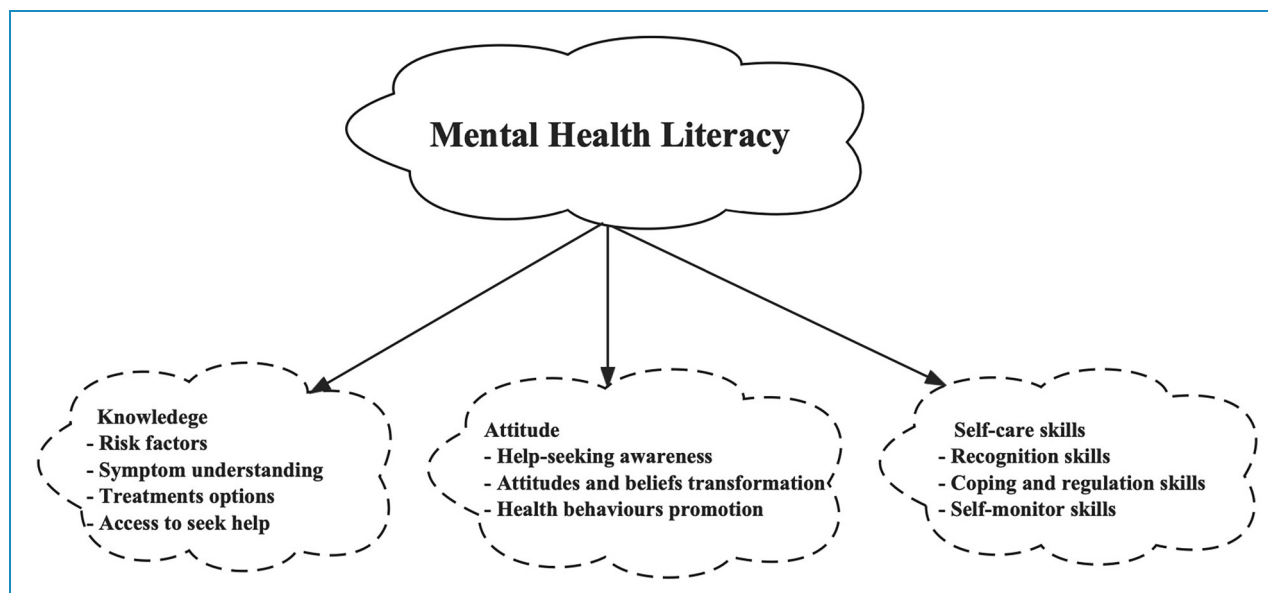 Mental Health Literacy
Knowledege
- Risk factors
- Symptom understanding
- Treatments options
- Access to seek help
Attitude
- Help-seeking awareness
- Attitudes and beliefs transformation
- Health behaviours promotion
Self-care skills
- Recognition skills
- Coping and regulation skills
- Self-monitor skills